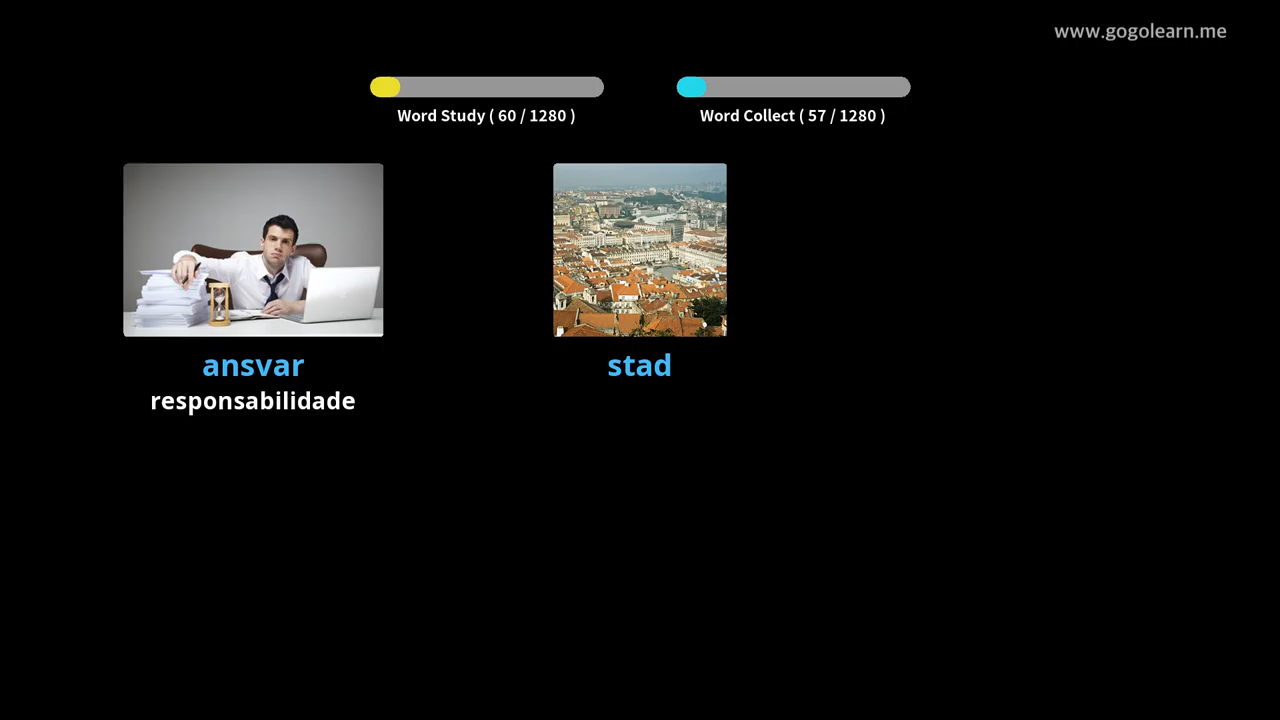 www.gogolearn.me
Word Study ( 60 / 1280 )
Word Collect ( 57 / 1280 )
ansvar
responsabilidade
stad